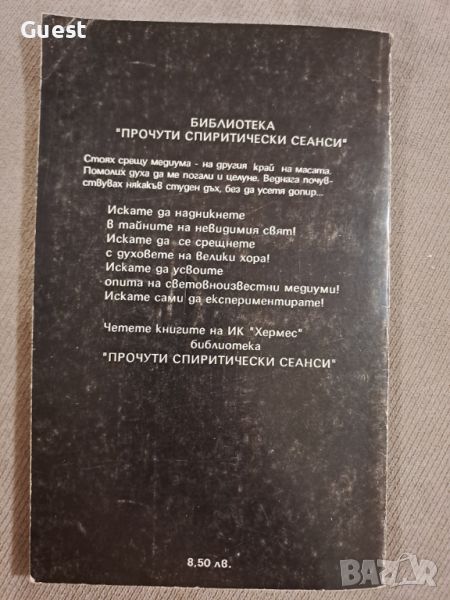 Guest
БИБЛИОТЕКА
"ПРОЧУТИ СПИРИТИЧЕСКИ СЕАНСИ"
Стоях срещу медиума - на другия край на масата.
Помолих духа да ме погали и целуне. Веднага почув-
ствувах някакъв студен дъх, без да усетя допир...
Искате да надникнете
в тайните на невидимия свят!
Искате да се срещнете
с духовете на велики хора!
Искате да усвоите
опита на световноизвестни медиуми!
Искате сами да експериментирате!
Четете книгите на ИК "Хермес"
библиотека
"ПРОЧУТИ СПИРИТИЧЕСКИ СЕАНСИ"
8,50 лв.
BAZAR